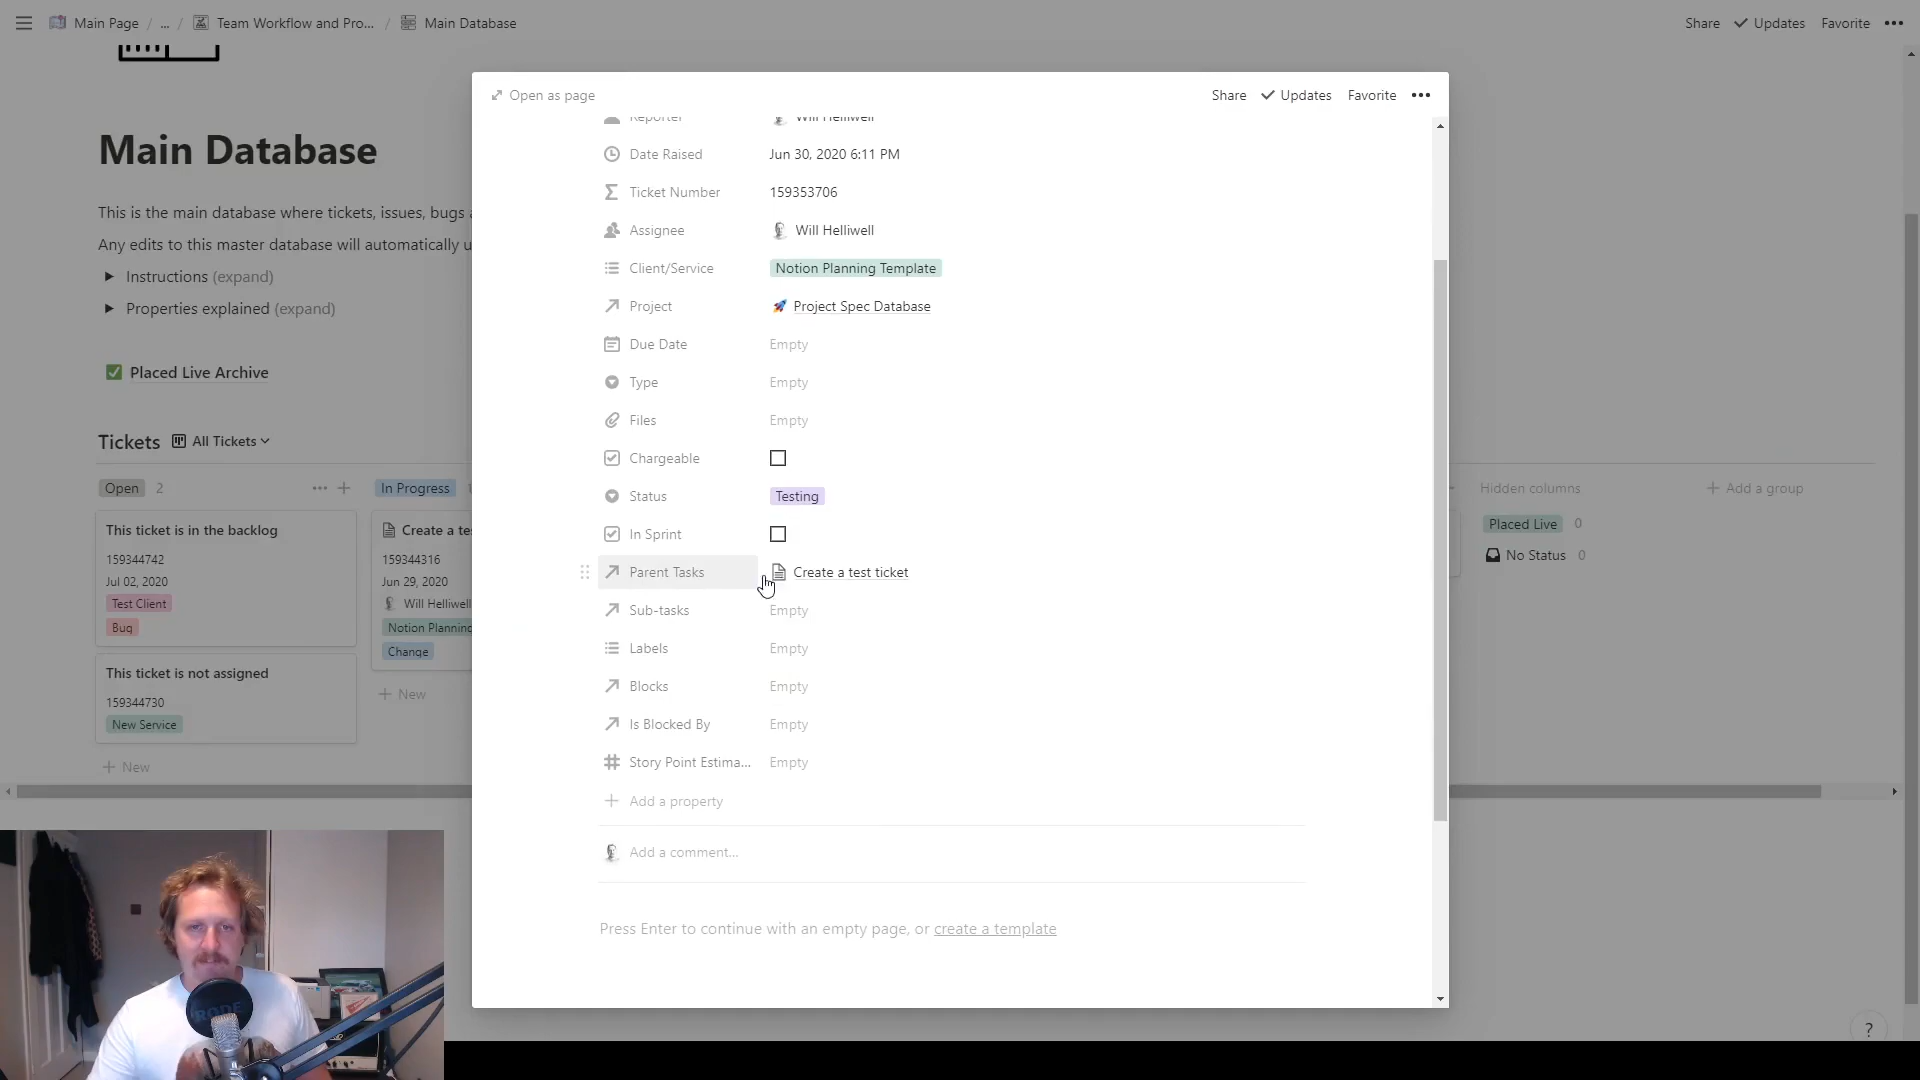 Main Page / ... / Team Workflow and Pro... / Main Database
Share Updates Favorite
Main Database
This is the main database where tickets, issues, bugs
Any edits to this master database will automatically u
Instructions (expand)
Properties explained (expand)
Placed Live Archive
Tickets All Tickets
Open 2
In Progress
This ticket is in the backlog
159344742
Jul 02, 2020
Test Client
Bug
This ticket is not assigned
159344730
New Service
+ New
Create a te
159344316
Jun 29, 2020
Will Helliwell
Notion Planning
Change
+ New
Open as page
Share Updates Favorite
Reporter Will Helliwell
Date Raised Jun 30, 2020 6:11 PM
Ticket Number 159353706
Assignee Will Helliwell
Client/Service Notion Planning Template
Project Project Spec Database
Due Date Empty
Type Empty
Files Empty
Chargeable
Status Testing
In Sprint
Parent Tasks Create a test ticket
Sub-tasks Empty
Labels Empty
Blocks Empty
Is Blocked By Empty
Story Point Estima... Empty
+ Add a property
Add a comment...
Press Enter to continue with an empty page, or create a template
Hidden columns
+ Add a group
Placed Live 0
No Status 0
?
RODE